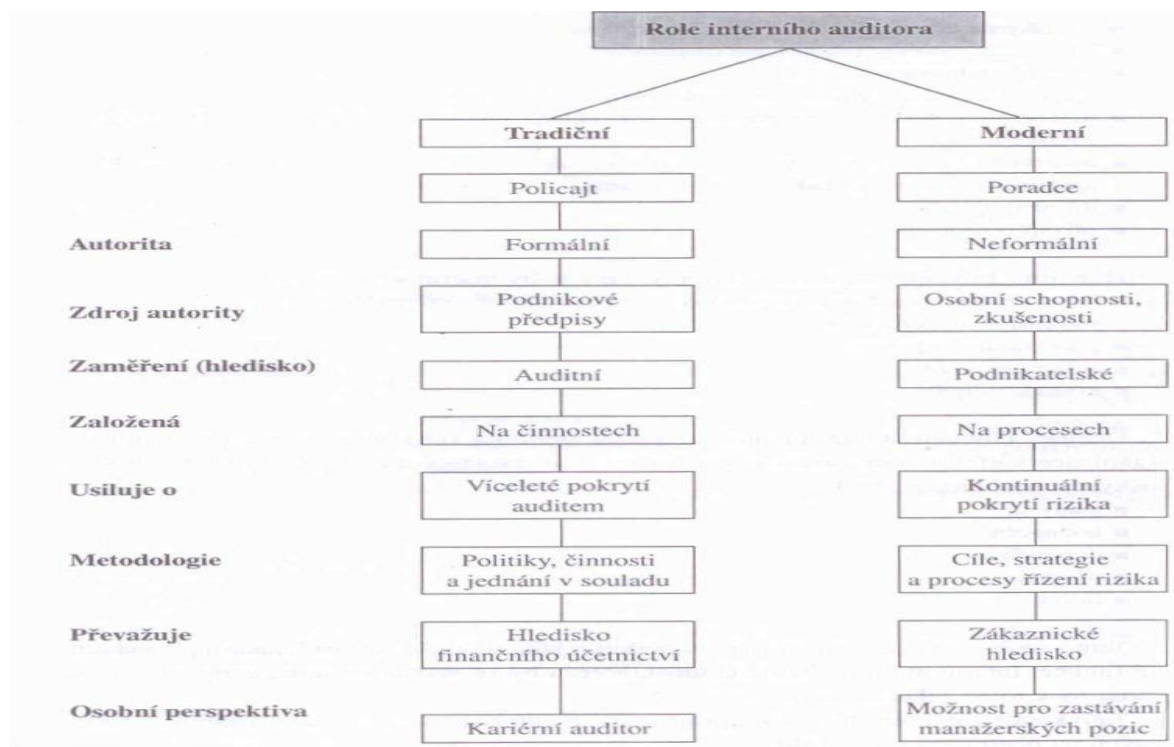 Role interního auditora
Tradiční Moderní
Policajt Poradce
Autorita Formální Neformální
Zdroj autority Podnikové
předpisy Osobní schopnosti,
zkušenosti
Zaměření (hledisko) Auditní Podnikatelské
Založená Na činnostech Na procesech
Usiluje o Víceleté pokrytí
auditem Kontinuální
pokrytí rizika
Metodologie Politiky, činnosti
a jednání v souladu Cíle, strategie
a procesy řízení rizika
Převažuje Hledisko
finančního účetnictví Zákaznické
hledisko
Osobní perspektiva Kariérní auditor Možnost pro zastávání
manažerských pozic